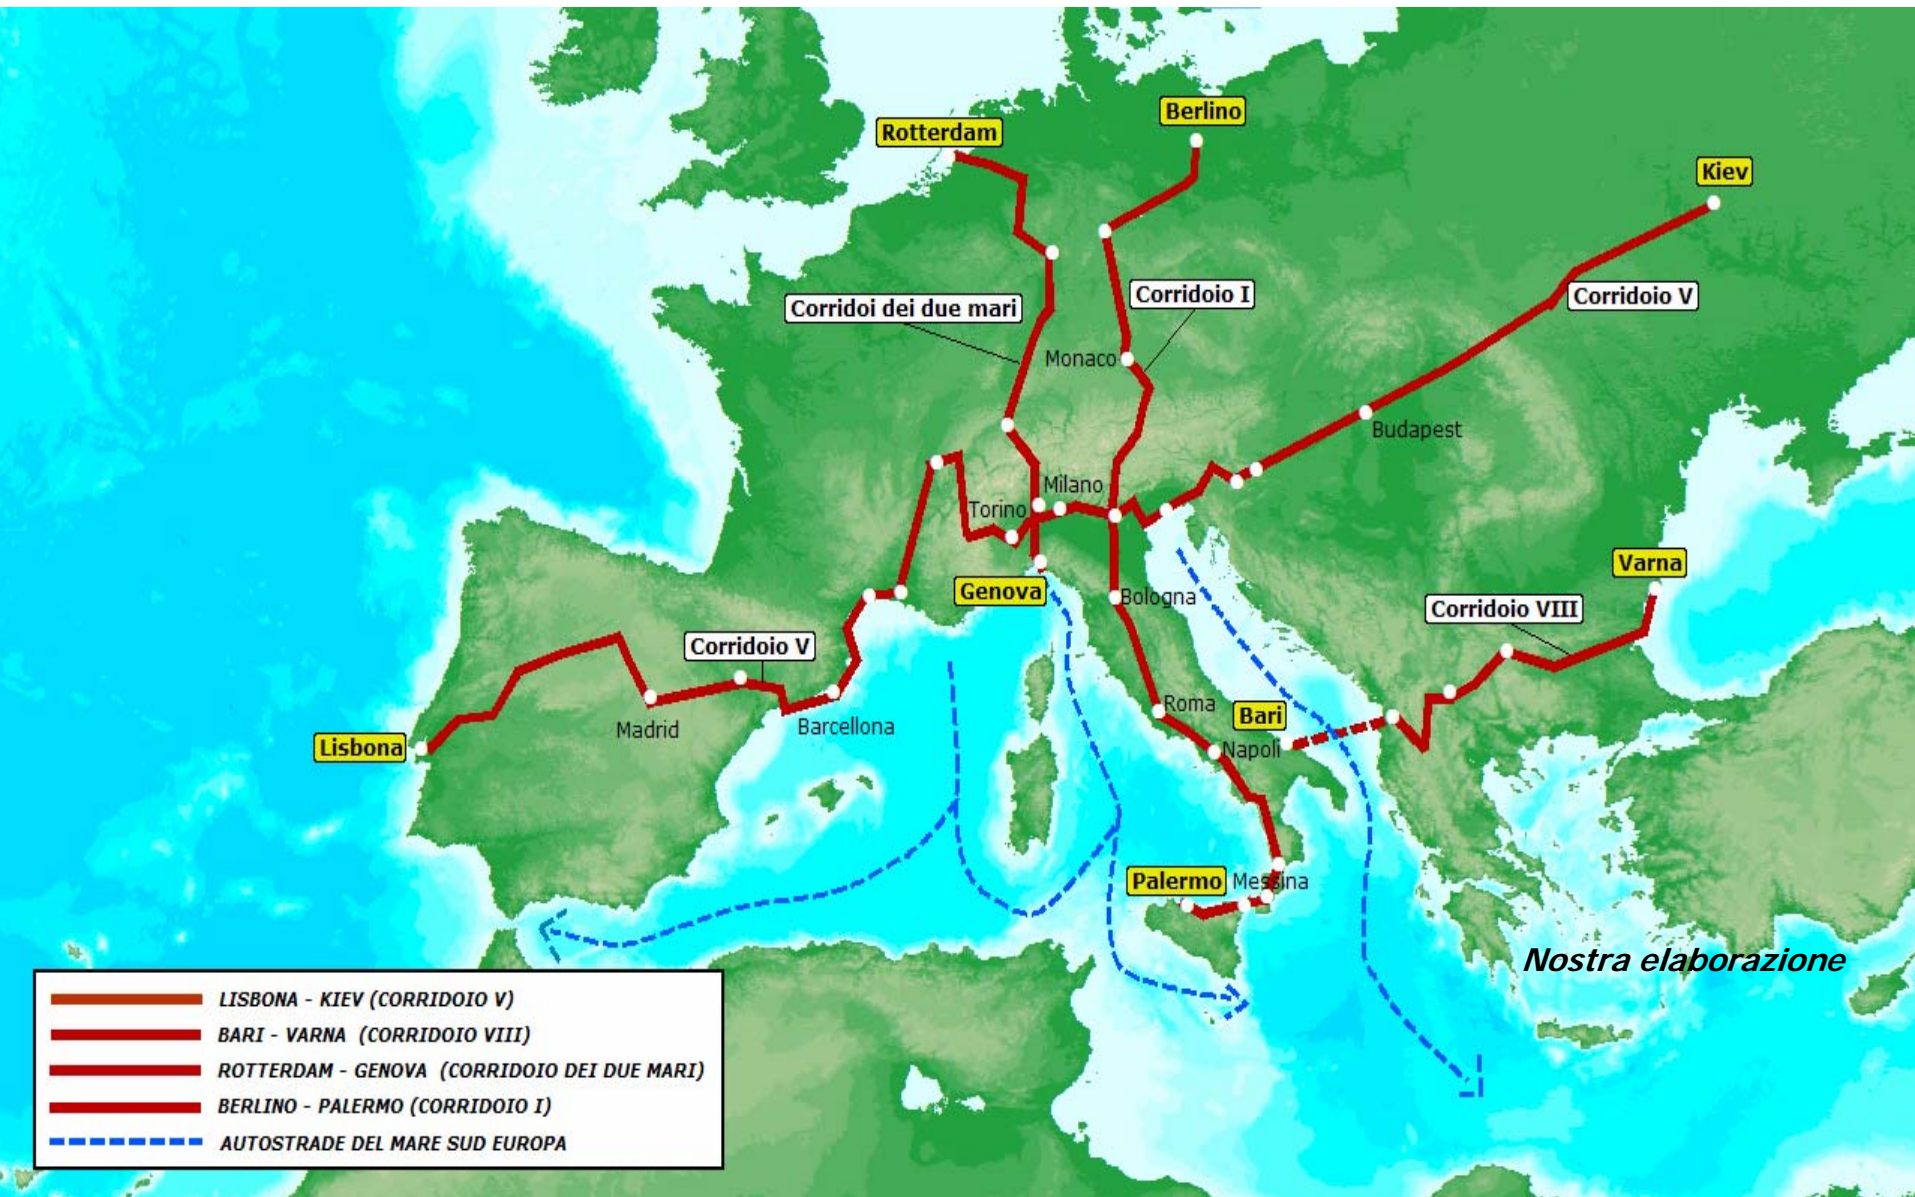 Berlino
Rotterdam
Kiev
Corridoio I
Corridoio V
Corridoi dei due mari
Monaco
Budapest
Milano
Torino
Varna
Genova
Bologna
Corridoio VIII
Corridoio V
Roma
Bari
Madrid
Barcellona
Lisbona
Napoli
Palermo
Messina
Nostra elaborazione
LISBONA - KIEV (CORRIDOIO V)
BARI - VARNA (CORRIDOIO VIII)
ROTTERDAM - GENOVA (CORRIDOIO DEI DUE MARI)
BERLINO - PALERMO (CORRIDOIO I)
AUTOSTRADE DEL MARE SUD EUROPA